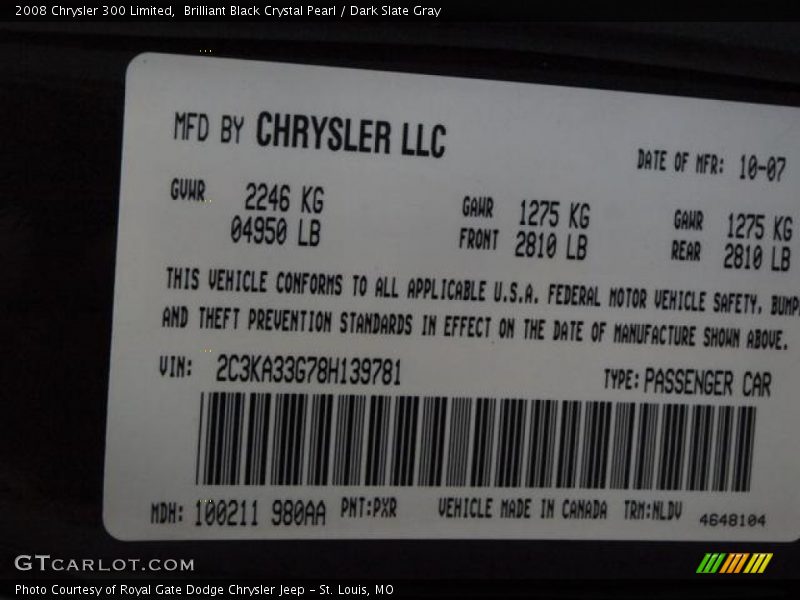 2008 Chrysler 300 Limited,  Brilliant Black Crystal Pearl / Dark Slate Gray
MFD BY CHRYSLER LLC
DATE OF MFR: 10-07
GVWR 2246 KG
04950 LB
GAWR 1275 KG
FRONT 2810 LB
GAWR 1275 KG
REAR 2810 LB
THIS VEHICLE CONFORMS TO ALL APPLICABLE U.S.A. FEDERAL MOTOR VEHICLE SAFETY, BUMP
AND THEFT PREVENTION STANDARDS IN EFFECT ON THE DATE OF MANUFACTURE SHOWN ABOVE.
VIN: 2C3KA33G78H139781
TYPE: PASSENGER CAR
MDH: 100211 980AA PNT:PXR VEHICLE MADE IN CANADA TRM:NLDV
4648104
GTCARLOT.COM
Photo Courtesy of Royal Gate Dodge Chrysler Jeep - St. Louis, MO